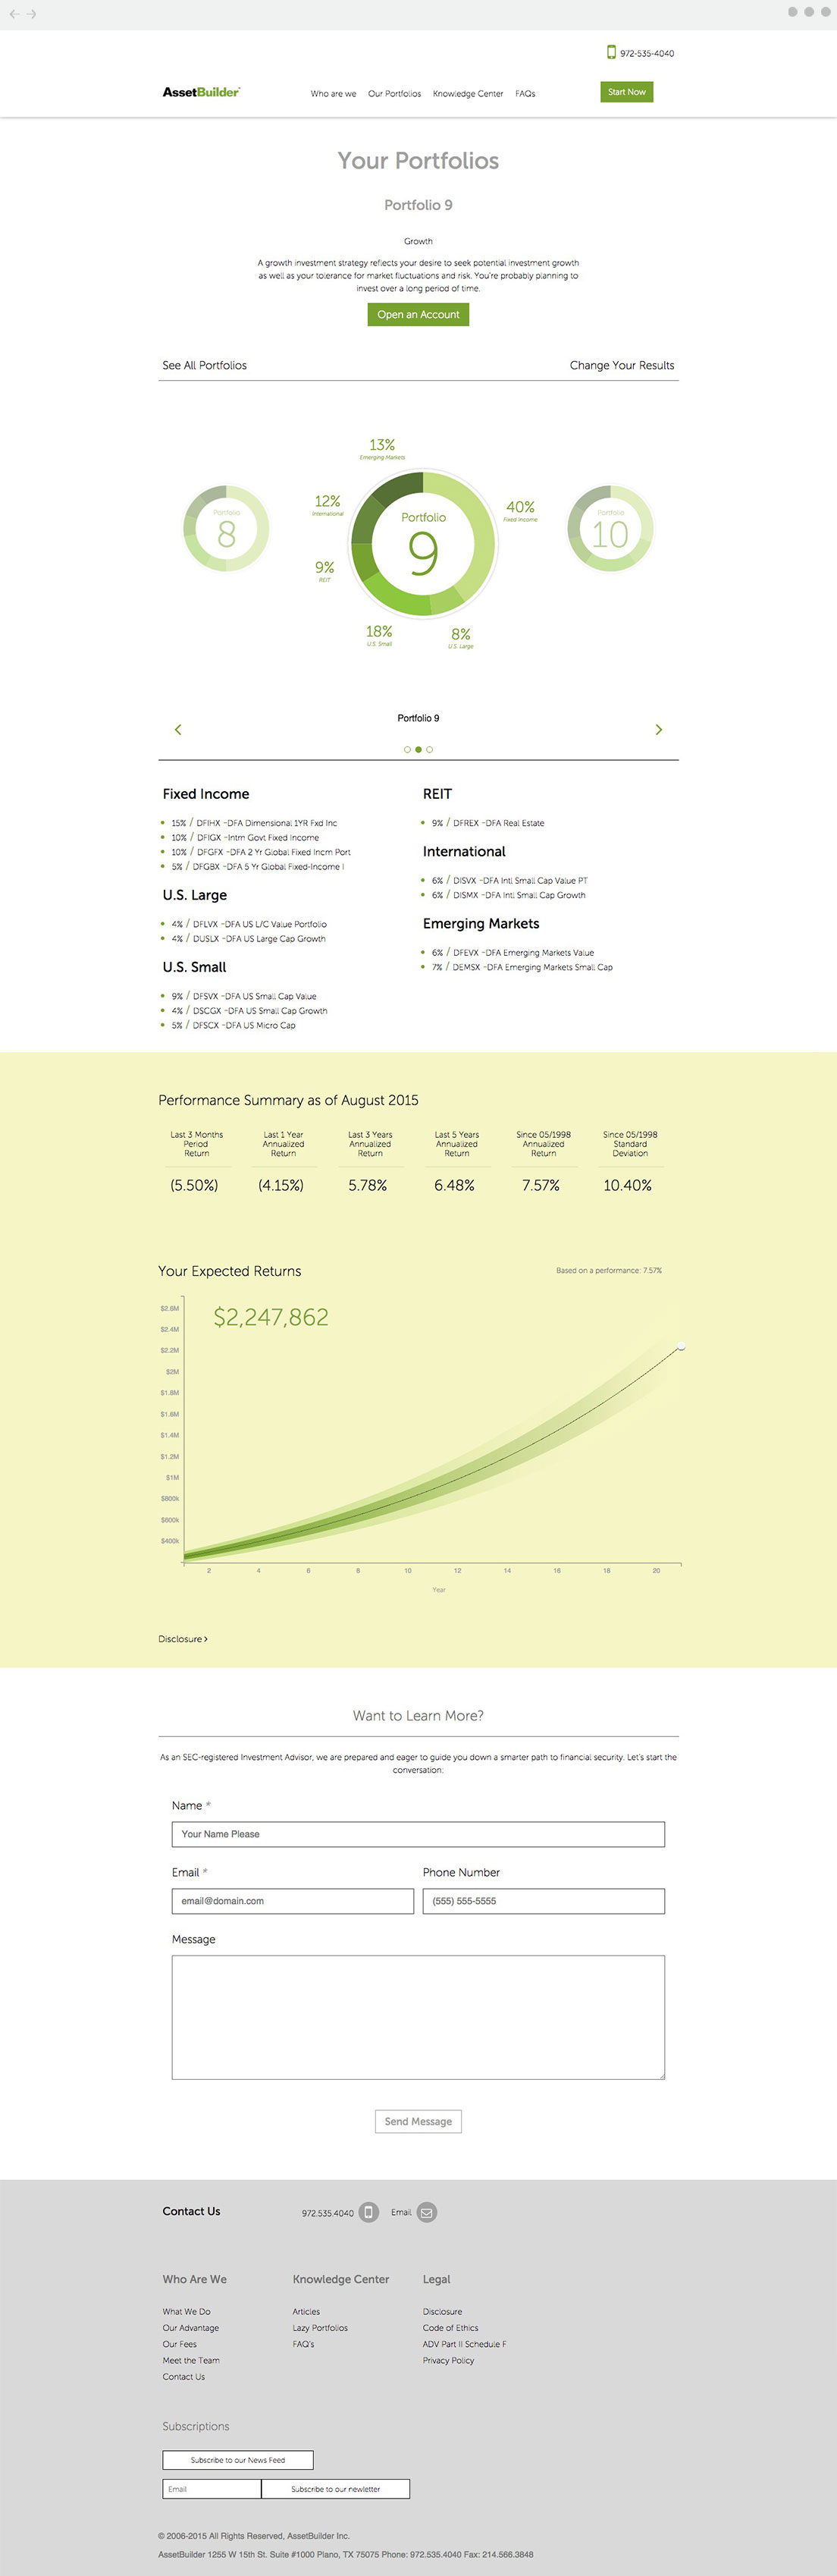 972-535-4040
AssetBuilder
Who are we Our Portfolios Knowledge Center FAQs
Start Now
Your Portfolios
Portfolio 9
Growth
A growth investment strategy reflects your desire to seek potential investment growth
as well as your tolerance for market fluctuations and risk. You're probably planning to
invest over a long period of time.
Open an Account
See All Portfolios
Change Your Results
Portfolio
8
13%
Emerging Markets
12%
International
9%
REIT
18%
U.S. Small
8%
U.S. Large
40%
Fixed Income
Portfolio
9
Portfolio
10
Portfolio 9
Fixed Income
15% / DFIHX -DFA Dimensional 1YR Fxd Inc
10% / DFIGX -Intm Govt Fixed Income
10% / DFGFX -DFA 2 Yr Global Fixed Incm Port
5% / DFGBX -DFA 5 Yr Global Fixed-Income I
U.S. Large
4% / DFLVX -DFA US L/C Value Portfolio
4% / DUSLX -DFA US Large Cap Growth
U.S. Small
9% / DFSVX -DFA US Small Cap Value
4% / DSCGX -DFA US Small Cap Growth
5% / DFSCX -DFA US Micro Cap
REIT
9% / DFREX -DFA Real Estate
International
6% / DISVX -DFA Intl Small Cap Value PT
6% / DISMX -DFA Intl Small Cap Growth
Emerging Markets
6% / DFEVX -DFA Emerging Markets Value
7% / DEMSX -DFA Emerging Markets Small Cap
Performance Summary as of August 2015
Last 3 Months
Period
Return
(5.50%)
Last 1 Year
Annualized
Return
(4.15%)
Last 3 Years
Annualized
Return
5.78%
Last 5 Years
Annualized
Return
6.48%
Since 05/1998
Annualized
Return
7.57%
Since 05/1998
Standard
Deviation
10.40%
Your Expected Returns
Based on a performance: 7.57%
$2,247,862
$2.6M
$2.4M
$2.2M
$2M
$1.8M
$1.6M
$1.4M
$1.2M
$1M
$800k
$600k
$400k
2 4 6 8 10 12 14 16 18 20
Year
Disclosure >
Want to Learn More?
As an SEC-registered Investment Advisor, we are prepared and eager to guide you down a smarter path to financial security. Let's start the
conversation:
Name *
Your Name Please
Email *
email@domain.com
Phone Number
(555) 555-5555
Message
Send Message
Contact Us
972.535.4040
Email
Who Are We
What We Do
Our Advantage
Our Fees
Meet the Team
Contact Us
Knowledge Center
Articles
Lazy Portfolios
FAQ's
Legal
Disclosure
Code of Ethics
ADV Part II Schedule F
Privacy Policy
Subscriptions
Subscribe to our News Feed
Email
Subscribe to our newletter
© 2006-2015 All Rights Reserved, AssetBuilder Inc.
AssetBuilder 1255 W 15th St. Suite #1000 Plano, TX 75075 Phone: 972.535.4040 Fax: 214.566.3848